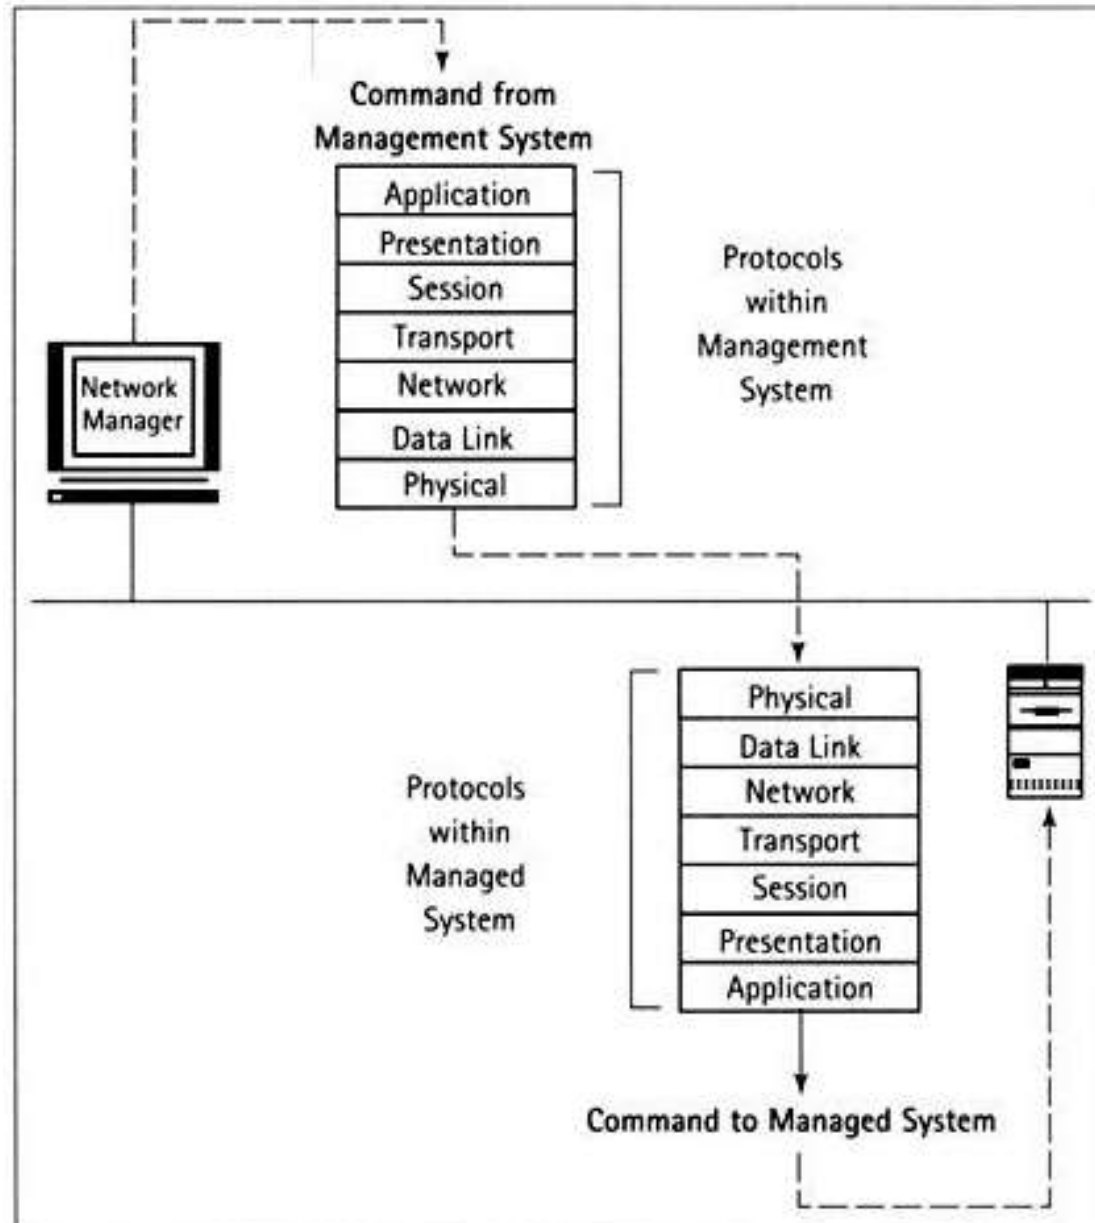 Command from
Management System
Application
Presentation
Session
Transport
Network
Data Link
Physical
Protocols
within
Management
System
Network
Manager
Physical
Data Link
Network
Transport
Session
Presentation
Application
Protocols
within
Managed
System
Command to Managed System